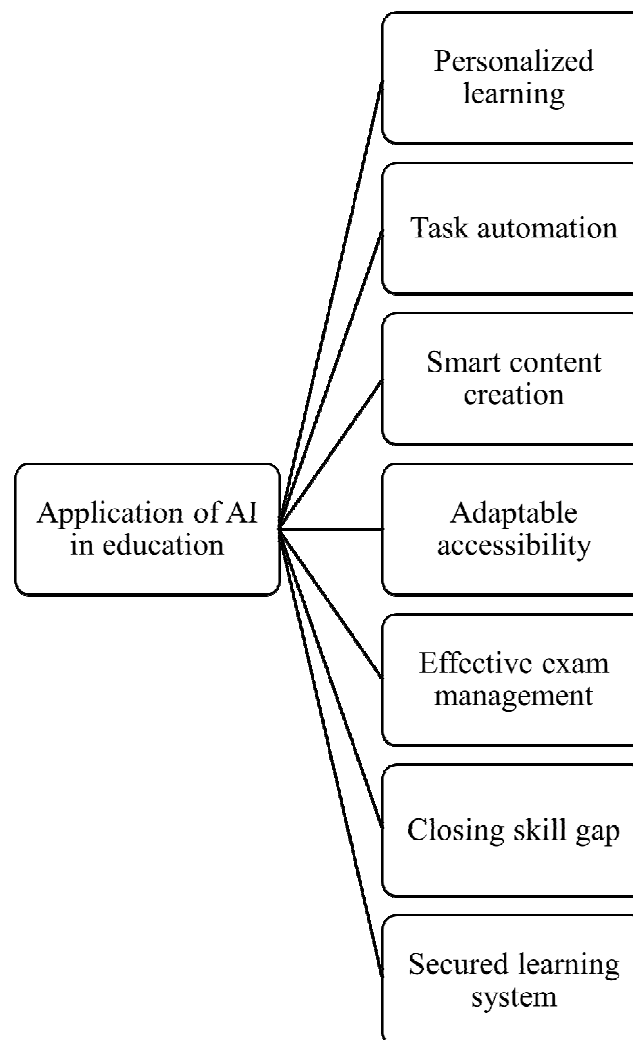 Personalized
learning
Task automation
Smart content
creation
Application of AI
in education
Adaptable
accessibility
Effective exam
management
Closing skill gap
Secured learning
system